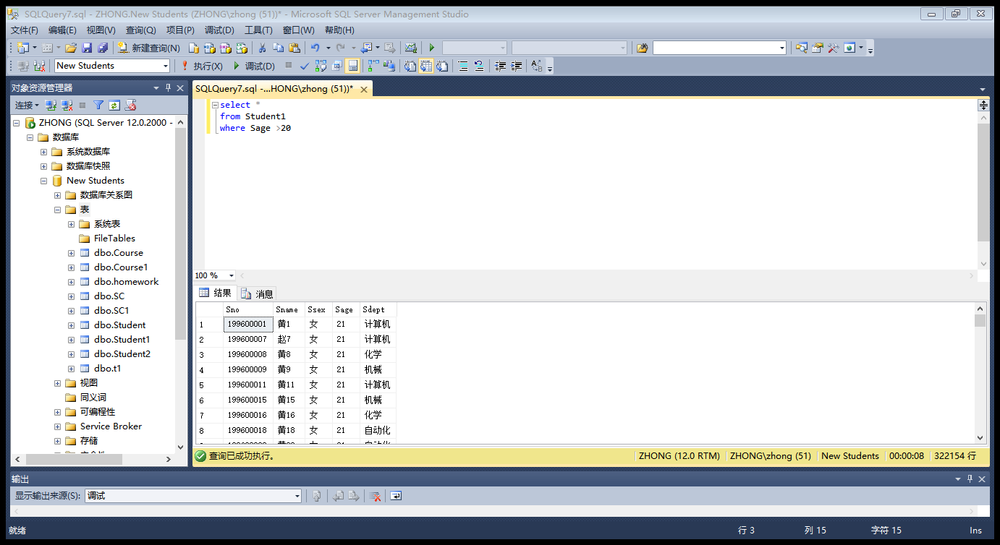 SQLQuery7.sql - ZHONG.New Students (ZHONG\zhong (51))* - Microsoft SQL Server Management Studio
文件(F) 编辑(E) 视图(V) 查询(Q) 项目(P) 调试(D) 工具(T) 窗口(W) 帮助(H)
新建查询(N)
New Students 执行(X) 调试(D)
对象资源管理器
连接
ZHONG (SQL Server 12.0.2000 -
数据库
系统数据库
数据库快照
New Students
数据库关系图
表
系统表
FileTables
dbo.Course
dbo.Course1
dbo.homework
dbo.SC
dbo.SC1
dbo.Student
dbo.Student1
dbo.Student2
dbo.t1
视图
同义词
可编程性
Service Broker
存储
SQLQuery7.sql -...HONG\zhong (51))*
select *
from Student1
where Sage >20
100 %
结果 消息
Sno Sname Ssex Sage Sdept
1 199600001 黄1 女 21 计算机
2 199600007 赵7 女 21 计算机
3 199600008 黄8 女 21 化学
4 199600009 黄9 女 21 机械
5 199600011 黄11 女 21 计算机
6 199600015 黄15 女 21 机械
7 199600016 黄16 女 21 化学
8 199600018 黄18 女 21 自动化
查询已成功执行。 ZHONG (12.0 RTM) ZHONG\zhong (51) New Students 00:00:08 322154 行
输出
显示输出来源(S): 调试
就绪 行 3 列 15 字符 15 Ins